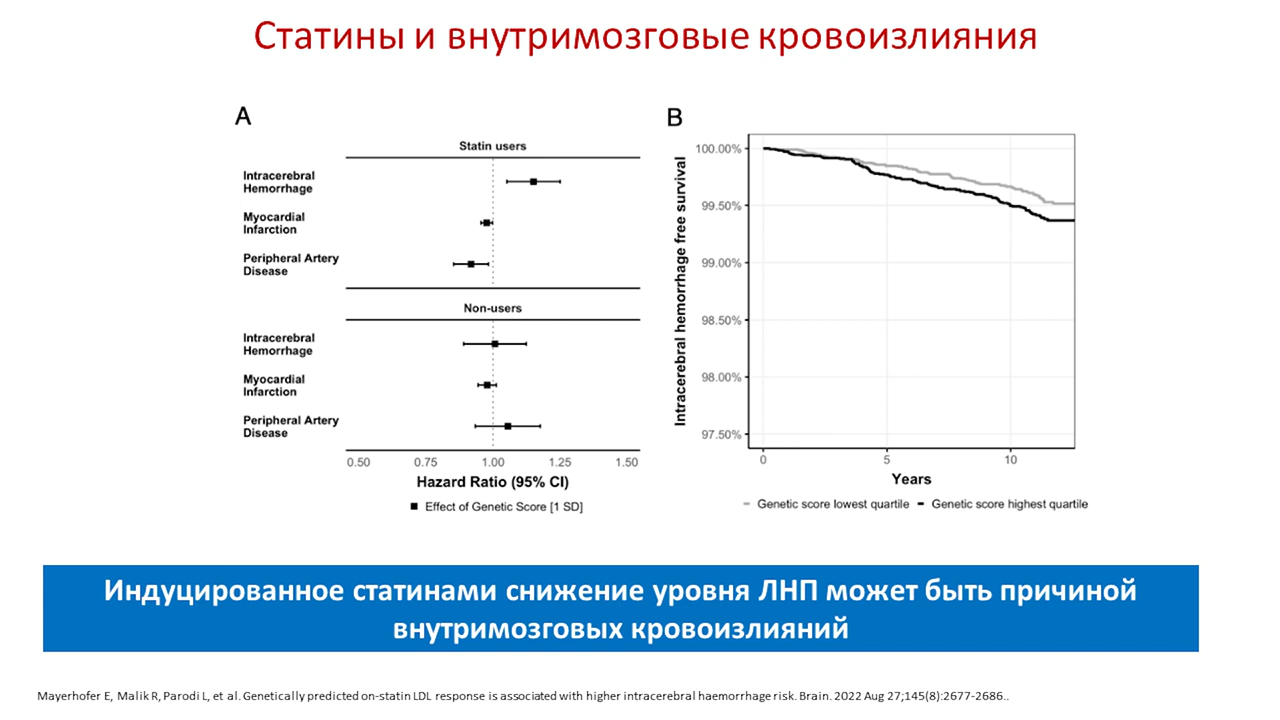 Статины и внутримозговые кровоизлияния
A
Statin users
Intracerebral
Hemorrhage
Myocardial
Infarction
Peripheral Artery
Disease
Non-users
Intracerebral
Hemorrhage
Myocardial
Infarction
Peripheral Artery
Disease
0.50 0.75 1.00 1.25 1.50
Hazard Ratio (95% CI)
Effect of Genetic Score [1 SD]
B
Intracerebral hemorrhage free survival
100.00%
99.50%
99.00%
98.50%
98.00%
97.50%
0 5 10
Years
Genetic score lowest quartile Genetic score highest quartile
Индуцированное статинами снижение уровня ЛНП может быть причиной
внутримозговых кровоизлияний
Mayerhofer E, Malik R, Parodi L, et al. Genetically predicted on-statin LDL response is associated with higher intracerebral haemorrhage risk. Brain. 2022 Aug 27;145(8):2677-2686..